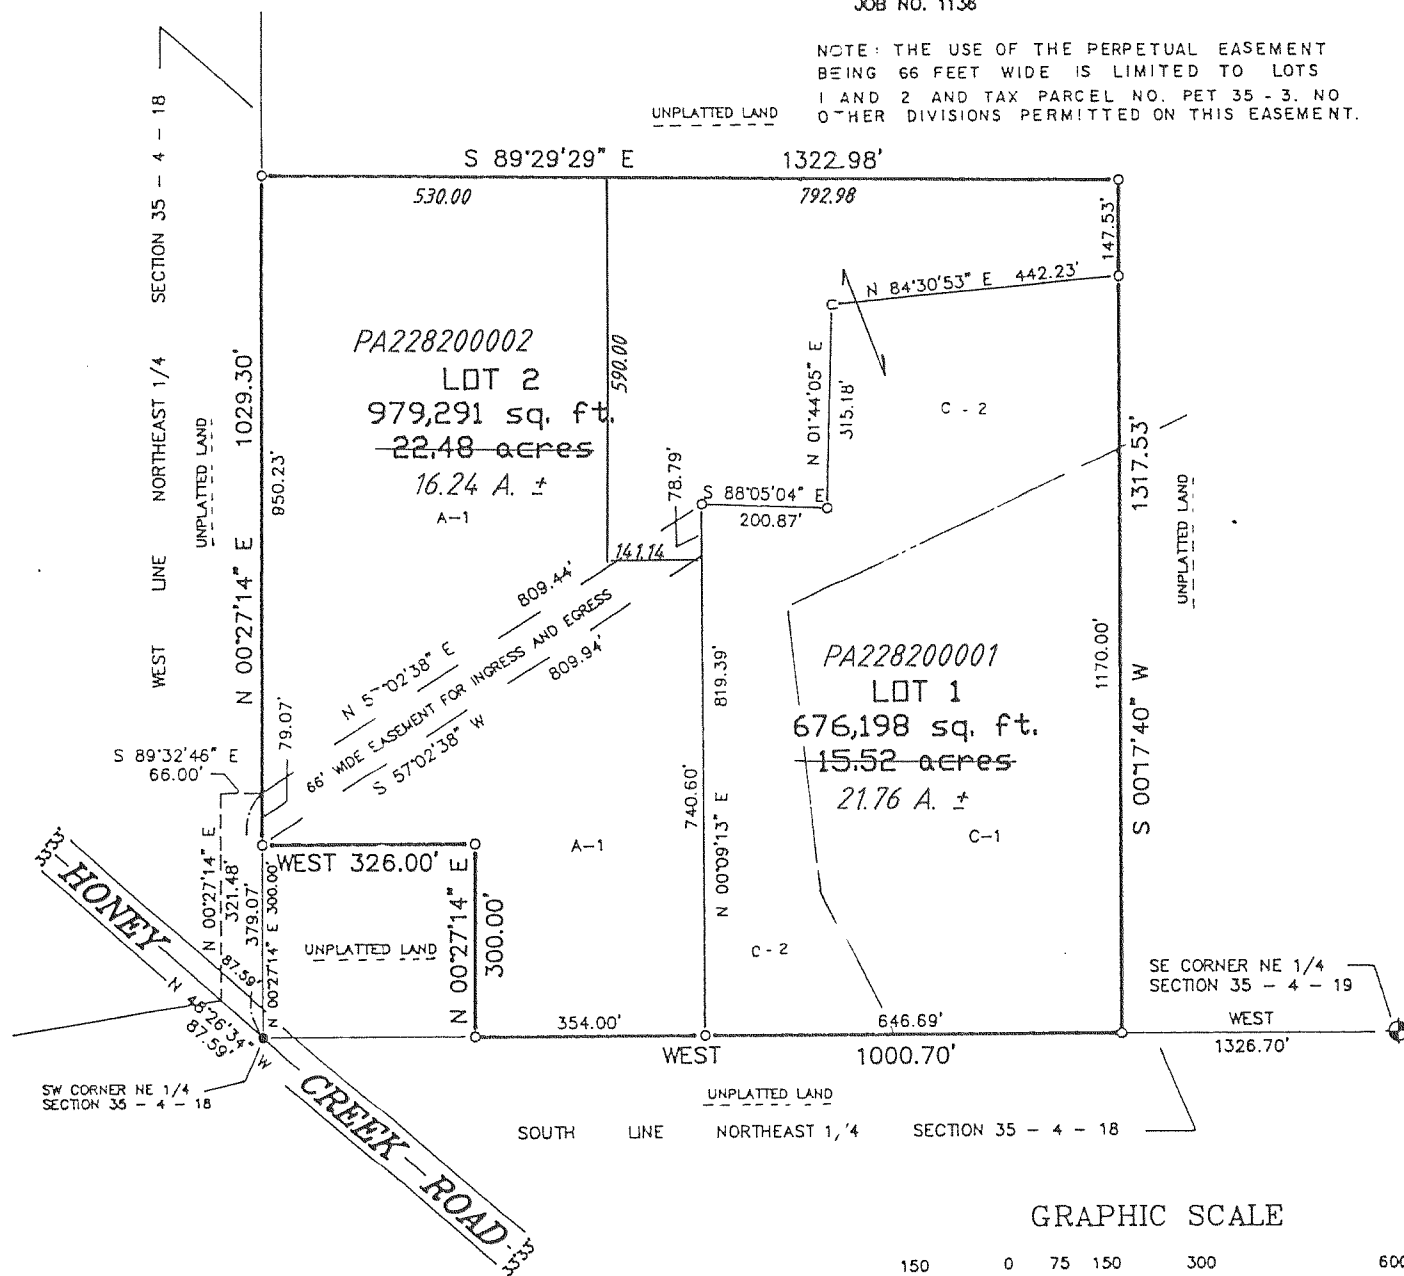 JOB NO. 1138
NOTE: THE USE OF THE PERPETUAL EASEMENT
BEING 66 FEET WIDE IS LIMITED TO LOTS
1 AND 2 AND TAX PARCEL NO. PET 35 - 3. NO
OTHER DIVISIONS PERMITTED ON THIS EASEMENT.
UNPLATTED LAND
S 89°29'29" E 1322.98'
530.00
792.98
147.53'
N 84°30'53" E 442.23'
WEST LINE NORTHEAST 1/4 SECTION 35 - 4 - 18
UNPLATTED LAND
N 00°27'14" E 1029.30'
950.23'
PA228200002
LOT 2
979,291 sq. ft.
22.48 acres
16.24 A. ±
A-1
590.00
N 01°44'05" E
315.18'
C - 2
78.79'
S 88°05'04" E
200.87'
141.14
1317.53'
S 00°17'40" W
1170.00'
UNPLATTED LAND
809.44'
N 57°02'38" E
66' WIDE EASEMENT FOR INGRESS AND EGRESS
809.94'
S 57°02'38" W
819.39'
740.60'
N 00°09'13" E
PA228200001
LOT 1
676,198 sq. ft.
15.52 acres
21.76 A. ±
C-1
79.07'
S 89°32'46" E
66.00'
N 00°27'14" E
321.48'
379.07'
N 00°27'14" E 300.00'
WEST 326.00'
A-1
N 00°27'14" E
300.00'
UNPLATTED LAND
C - 2
33'33'
HONEY CREEK ROAD
33'33'
87.59'
N 48°26'34" W
87.59'
SW CORNER NE 1/4
SECTION 35 - 4 - 18
354.00'
646.69'
WEST 1000.70'
SE CORNER NE 1/4
SECTION 35 - 4 - 19
WEST
1326.70'
UNPLATTED LAND
SOUTH LINE NORTHEAST 1/4 SECTION 35 - 4 - 18
GRAPHIC SCALE
150 0 75 150 300 600